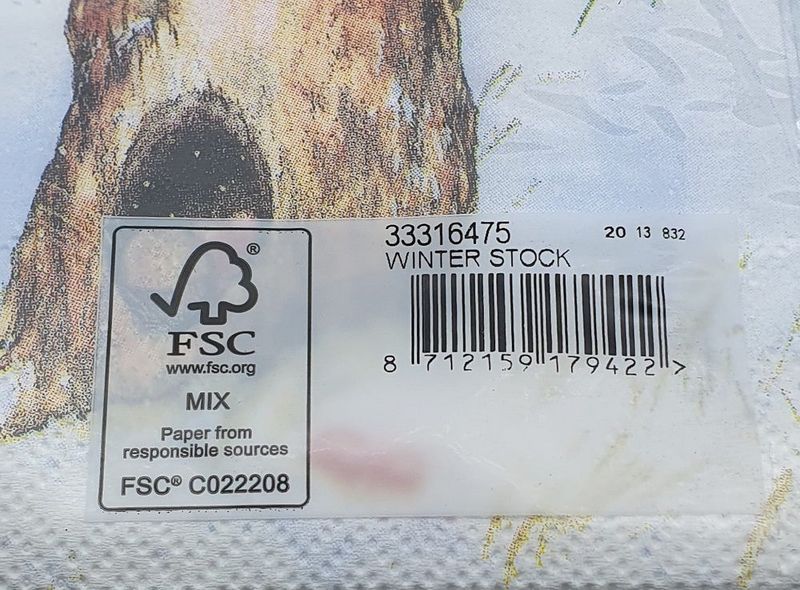 33316475
20 13 832
WINTER STOCK
8 712159 179422 >
®
FSC
www.fsc.org
MIX
Paper from
responsible sources
FSC® C022208